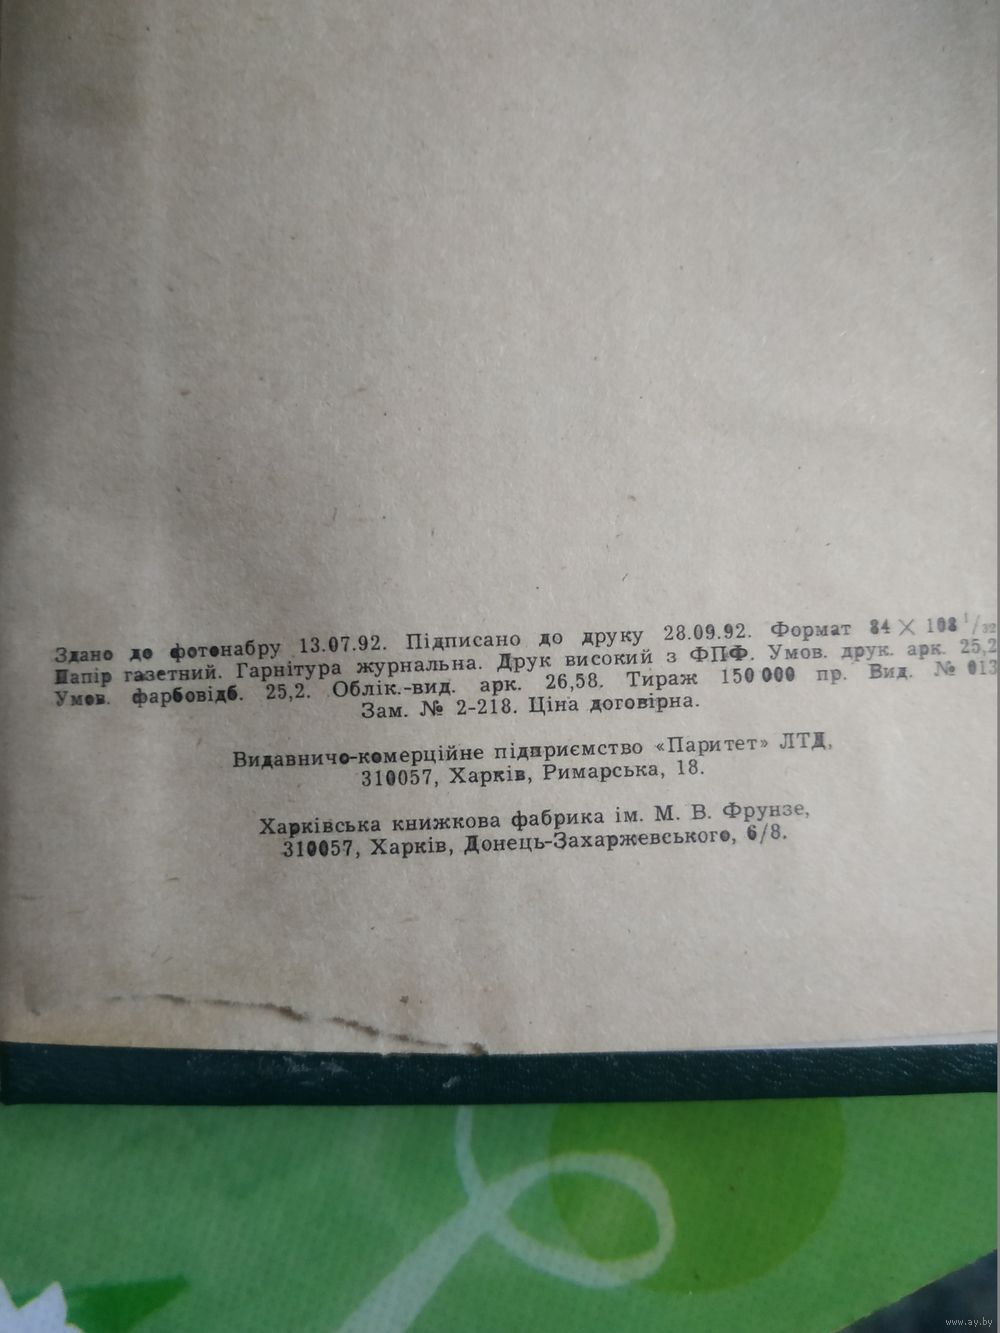 Здано до фотонабру 13.07.92. Підписано до друку 28.09.92. Формат 84 × 108 1/32
Папір газетний. Гарнітура журнальна. Друк високий з ФПФ. Умов. друк. арк. 25,2
Умов. фарбовідб. 25,2. Облік.-вид. арк. 26,58. Тираж 150 000 пр. Вид. № 013
Зам. № 2-218. Ціна договірна.
Видавничо-комерційне підприємство «Паритет» ЛТД,
310057, Харків, Римарська, 18.
Харківська книжкова фабрика ім. М. В. Фрунзе,
310057, Харків, Донець-Захаржевського, 6/8.
www.ay.by